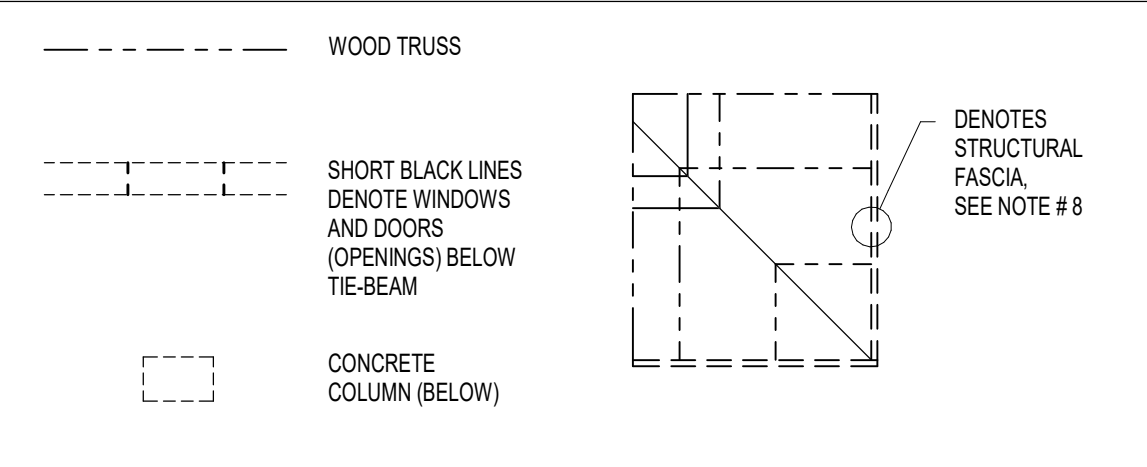 WOOD TRUSS
SHORT BLACK LINES
DENOTE WINDOWS
AND DOORS
(OPENINGS) BELOW
TIE-BEAM
CONCRETE
COLUMN (BELOW)
DENOTES
STRUCTURAL
FASCIA,
SEE NOTE # 8